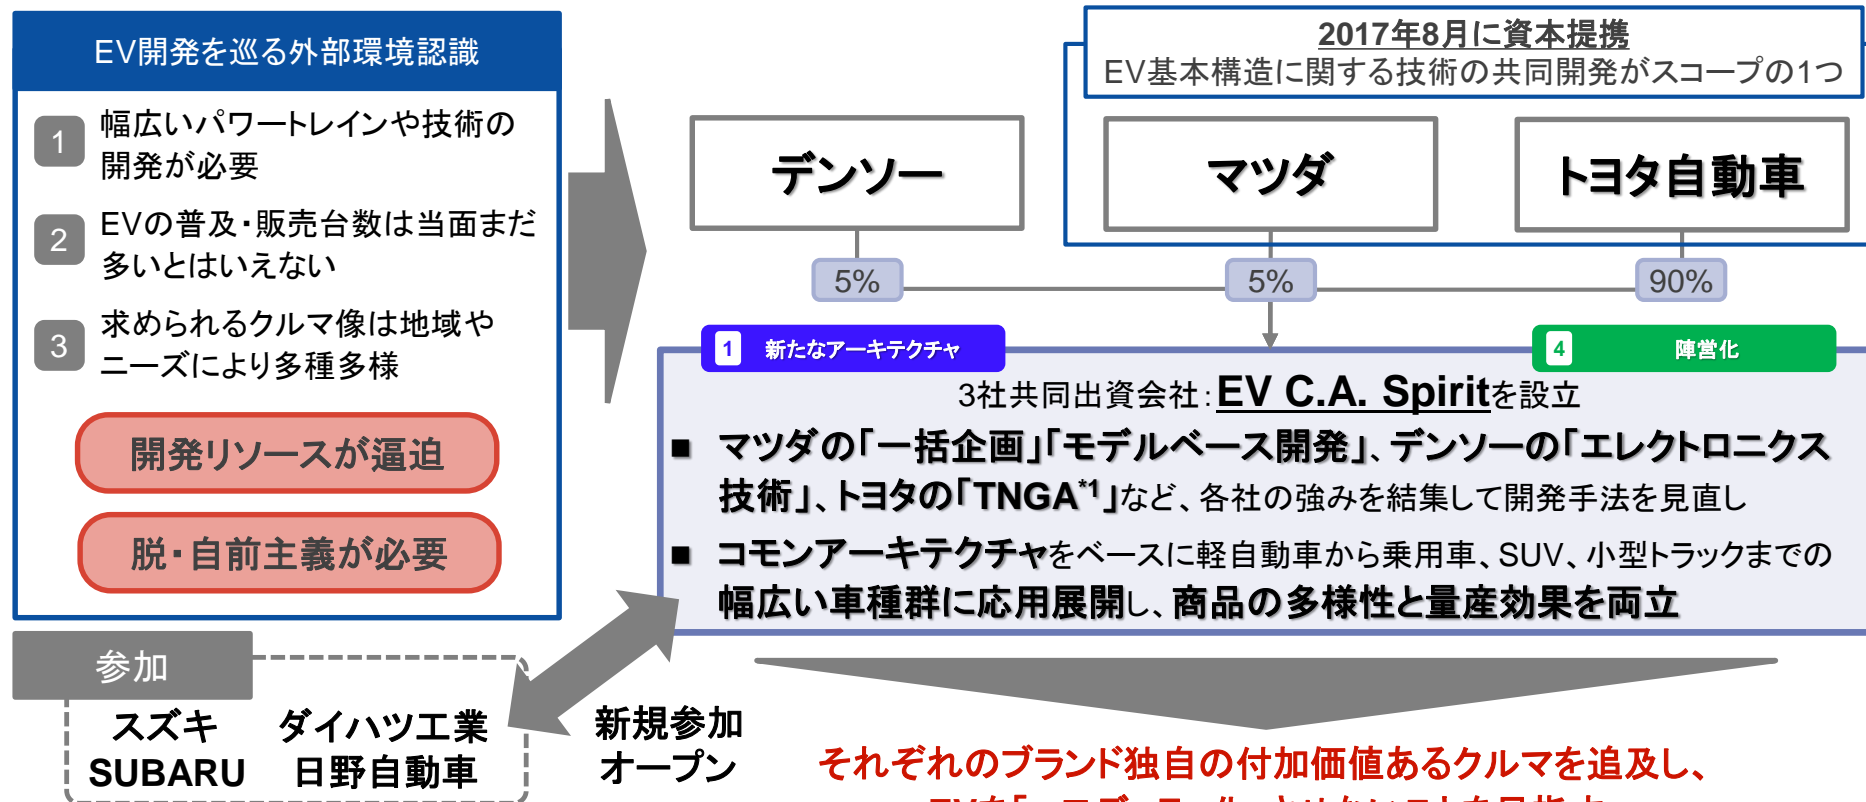 EV開発を巡る外部環境認識
1 幅広いパワートレインや技術の
開発が必要
2 EVの普及・販売台数は当面まだ
多いとはいえない
3 求められるクルマ像は地域や
ニーズにより多種多様
開発リソースが逼迫
脱・自前主義が必要
2017年8月に資本提携
EV基本構造に関する技術の共同開発がスコープの1つ
デンソー
マツダ
トヨタ自動車
5%
5%
90%
1 新たなアーキテクチャ
4 陣営化
3社共同出資会社：EV C.A. Spiritを設立
■ マツダの「一括企画」「モデルベース開発」、デンソーの「エレクトロニクス
技術」、トヨタの「TNGA*1」など、各社の強みを結集して開発手法を見直し
■ コモンアーキテクチャをベースに軽自動車から乗用車、SUV、小型トラックまでの
幅広い車種群に応用展開し、商品の多様性と量産効果を両立
参加
スズキ
SUBARU
ダイハツ工業
日野自動車
新規参加
オープン
それぞれのブランド独自の付加価値あるクルマを追及し、